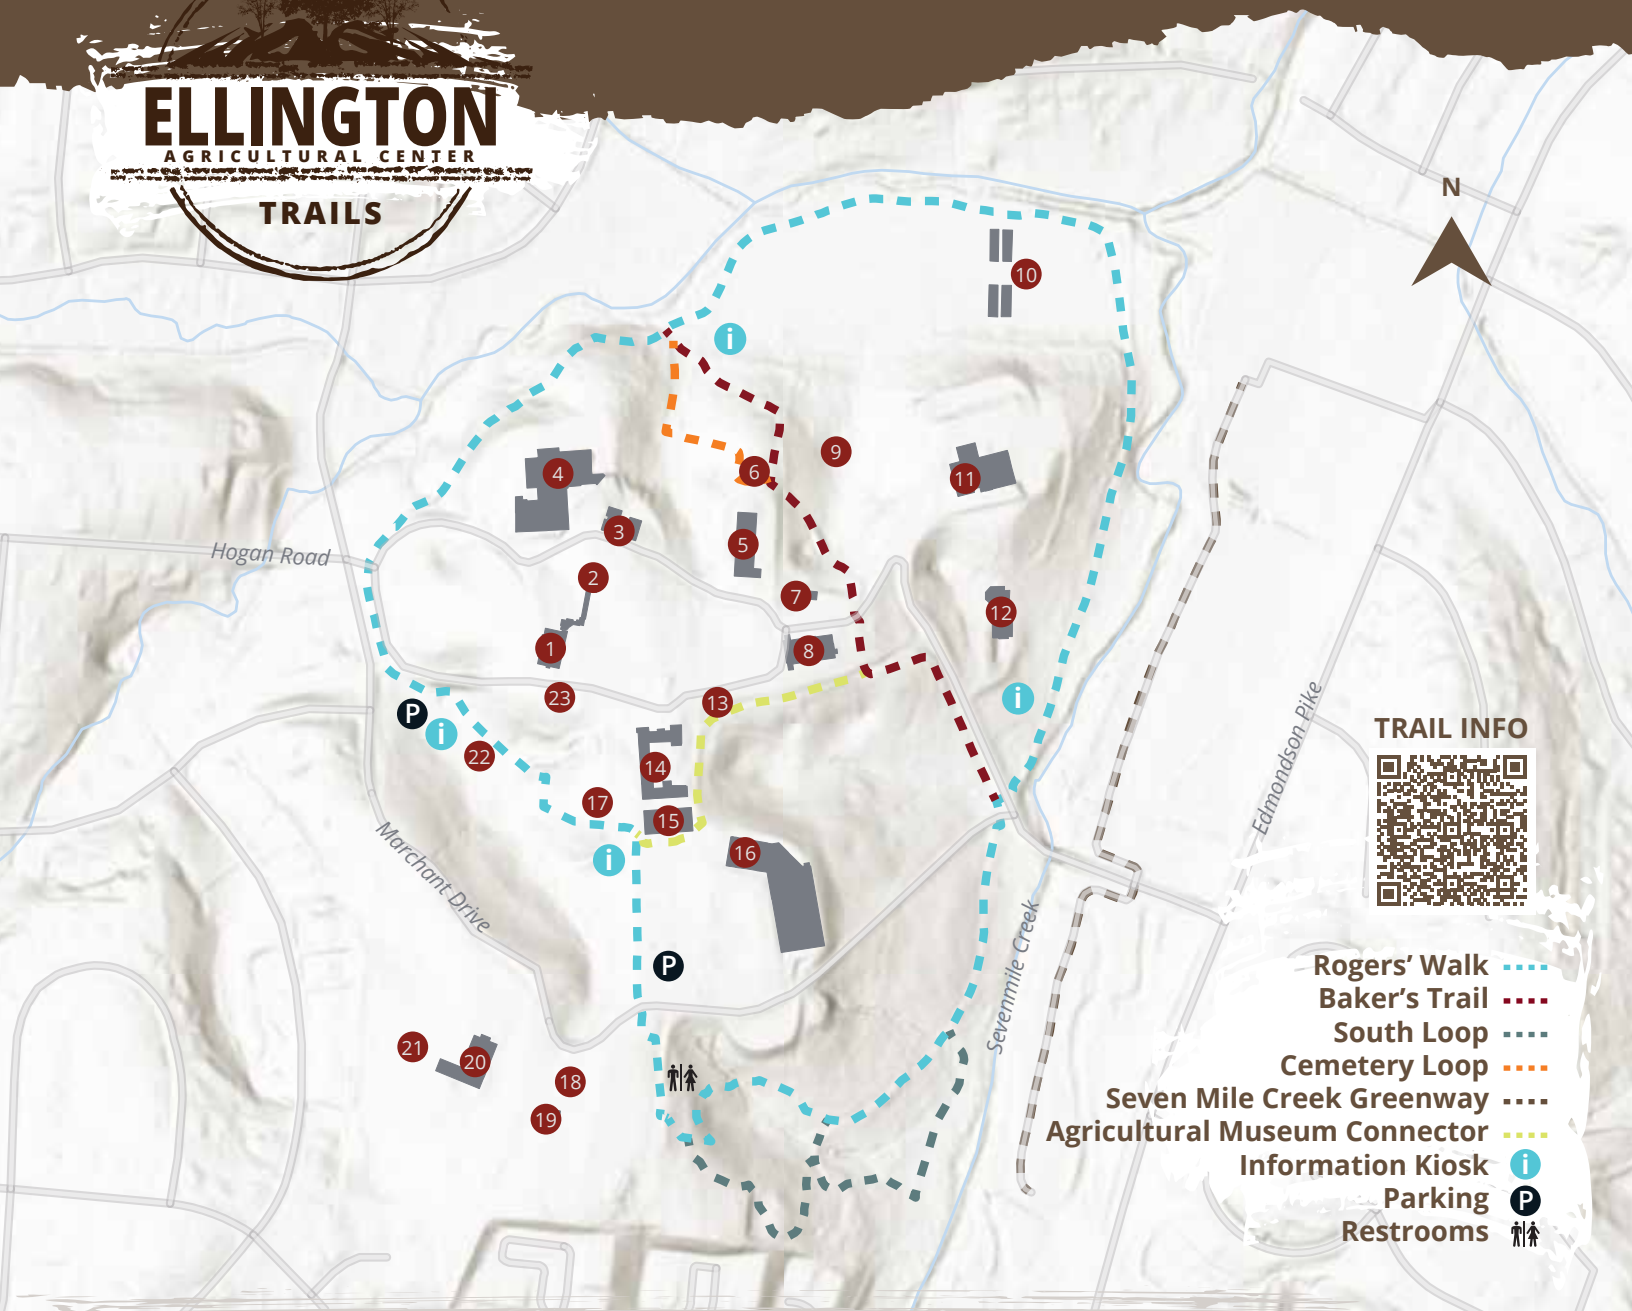 ELLINGTON
AGRICULTURAL CENTER
TRAILS
N
10
9
4
6
11
3
5
2
7
12
1
8
23
13
P
i
22
14
17
15
16
i
i
i
P
21
20
18
19
Hogan Road
Marchant Drive
Sevenmile Creek
Edmondson Pike
TRAIL INFO
Rogers’ Walk
Baker’s Trail
South Loop
Cemetery Loop
Seven Mile Creek Greenway
Agricultural Museum Connector
Information Kiosk i
Parking P
Restrooms